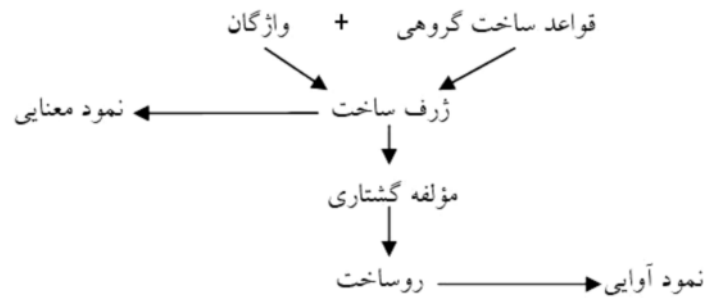 قواعد ساخت گروهی + واژگان
ژرف ساخت نمود معنایی
مؤلفه گشتاری
روساخت نمود آوایی